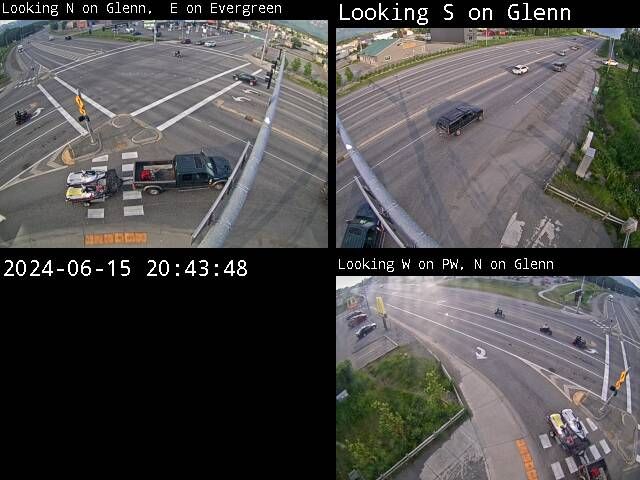 Looking N on Glenn,  E on Evergreen
Looking S on Glenn
2024-06-15 20:43:48
Looking W on PW, N on Glenn